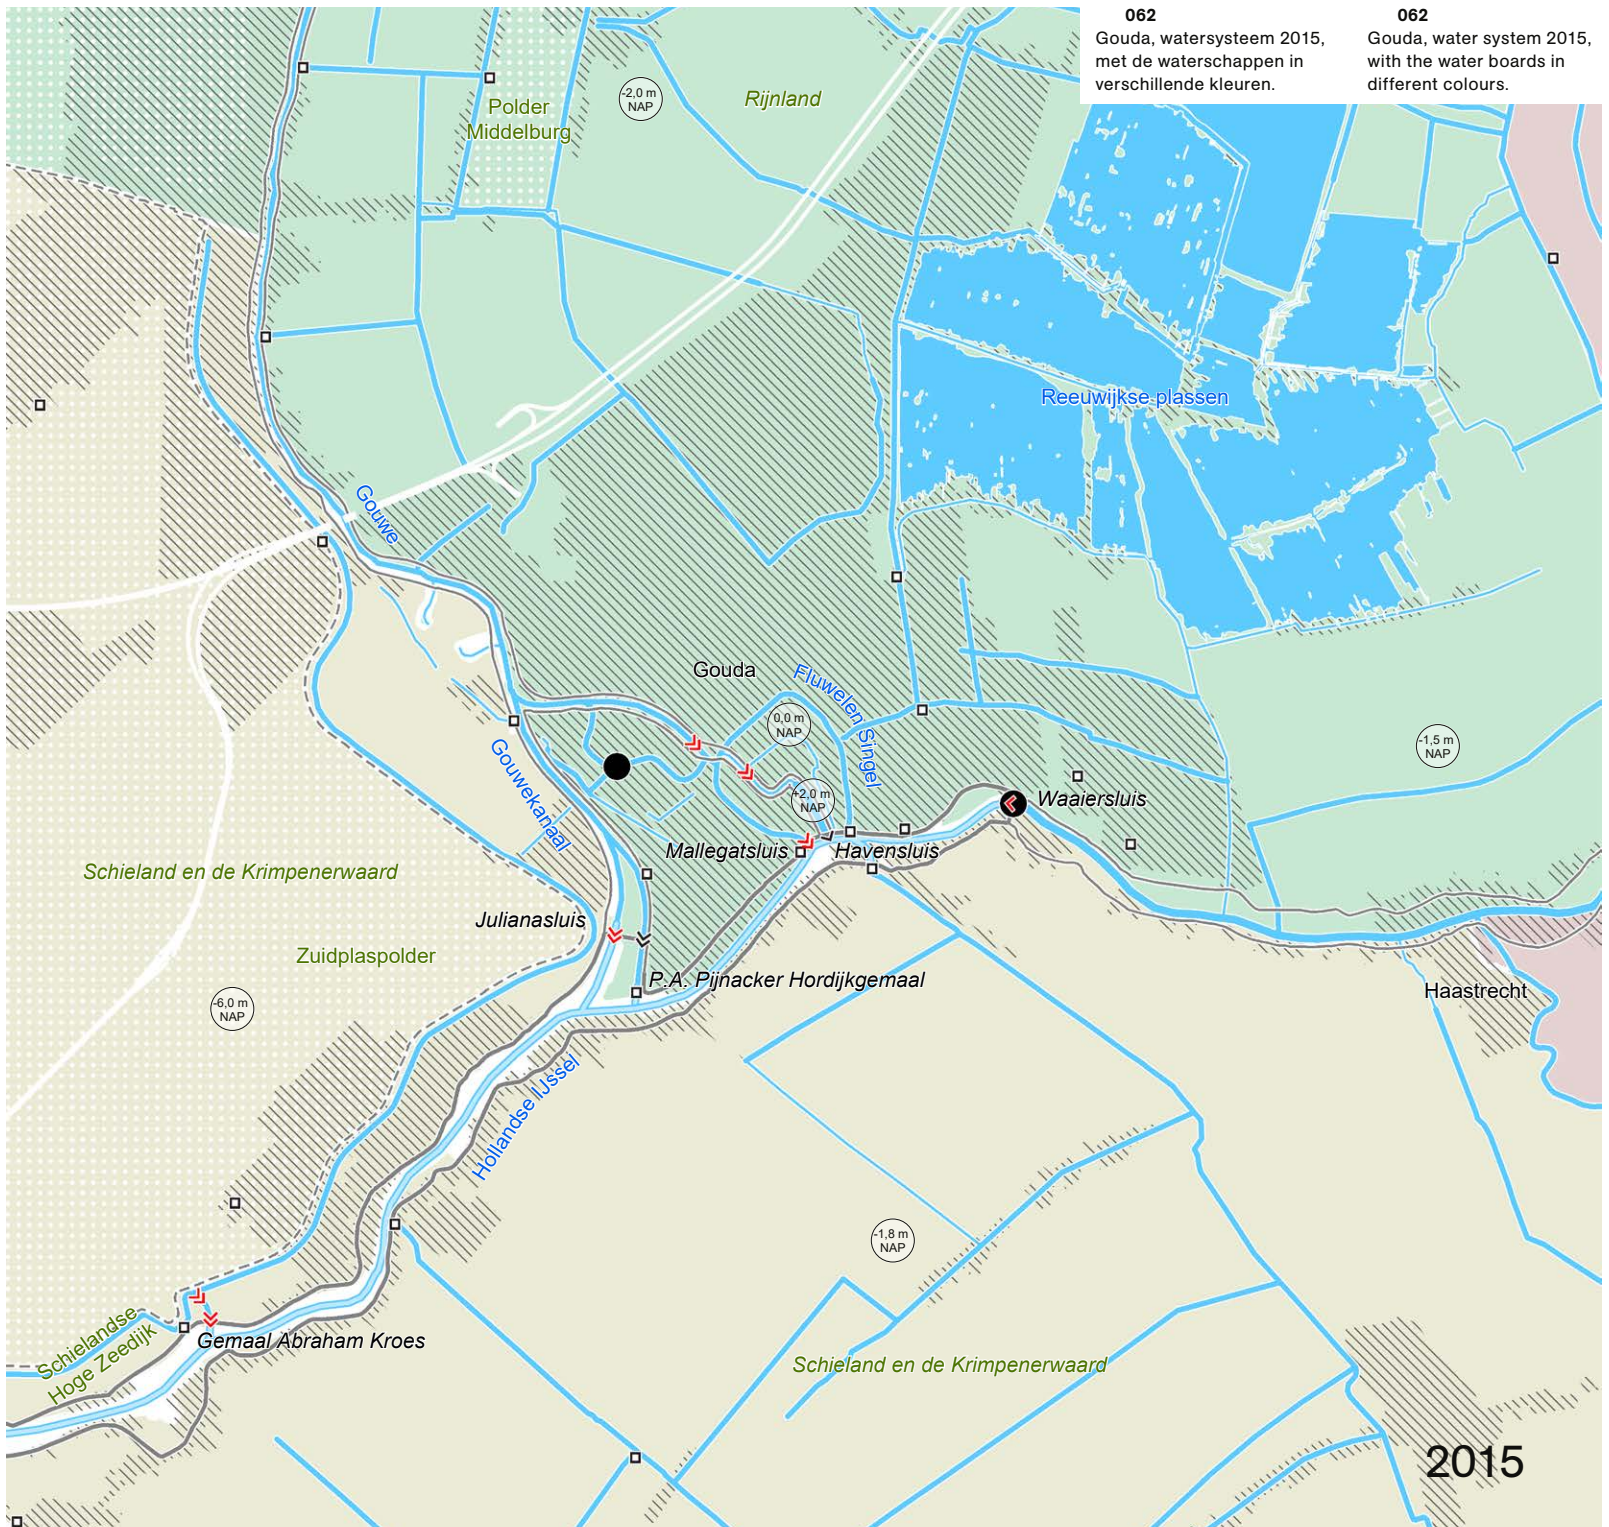 062
Gouda, watersysteem 2015,
met de waterschappen in
verschillende kleuren.
062
Gouda, water system 2015,
with the water boards in
different colours.
-2,0 m
NAP
Rijnland
Polder
Middelburg
Reeuwijkse plassen
Gouwe
Gouda
Fluwelen Singel
0,0 m
NAP
-1,5 m
NAP
Gouwekanaal
+2,0 m
NAP
Waaiersluis
Mallegatsluis
Havensluis
Schieland en de Krimpenerwaard
Julianasluis
Zuidplaspolder
P.A. Pijnacker Hordijkgemaal
Haastrecht
-6,0 m
NAP
Hollandse IJssel
-1,8 m
NAP
Schielandse
Hoge Zeedijk
Gemaal Abraham Kroes
Schieland en de Krimpenerwaard
2015